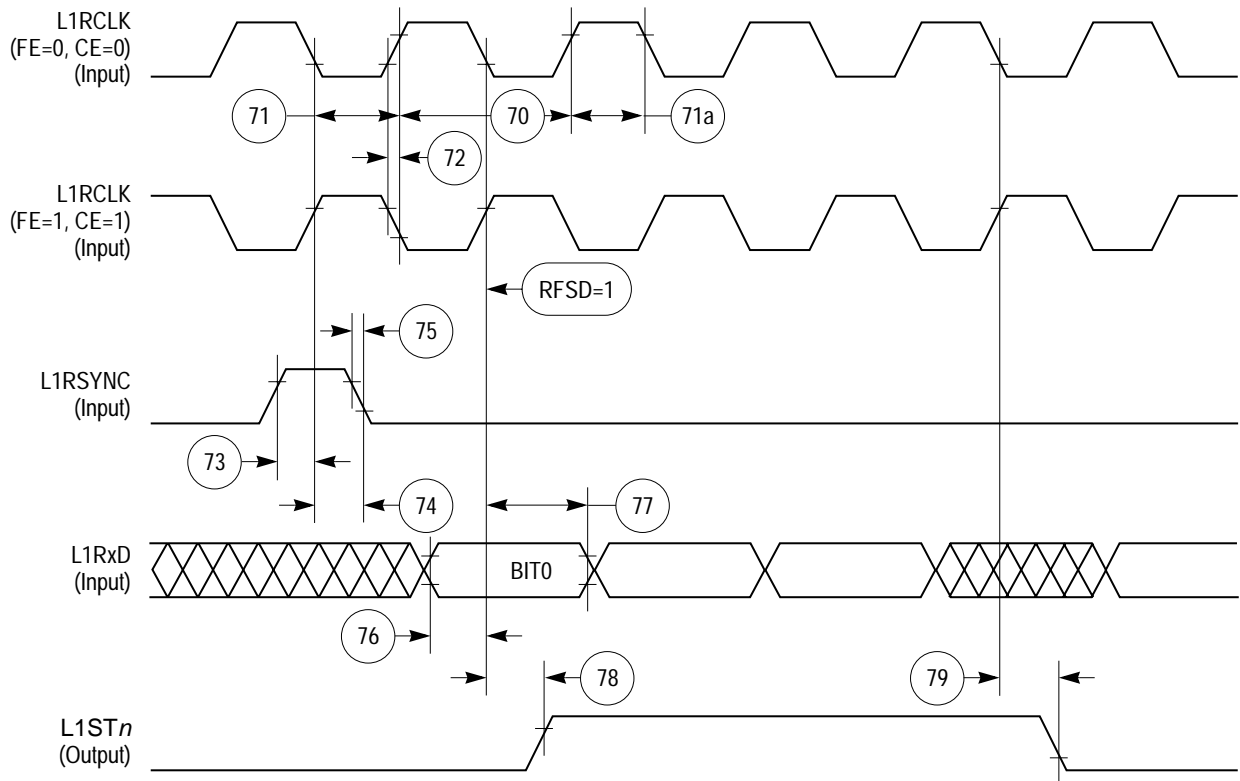 L1RCLK
(FE=0, CE=0)
(Input)
71
70
71a
72
L1RCLK
(FE=1, CE=1)
(Input)
RFSD=1
75
L1RSYNC
(Input)
73
74
77
L1RxD
(Input)
BIT0
76
78
79
L1STn
(Output)